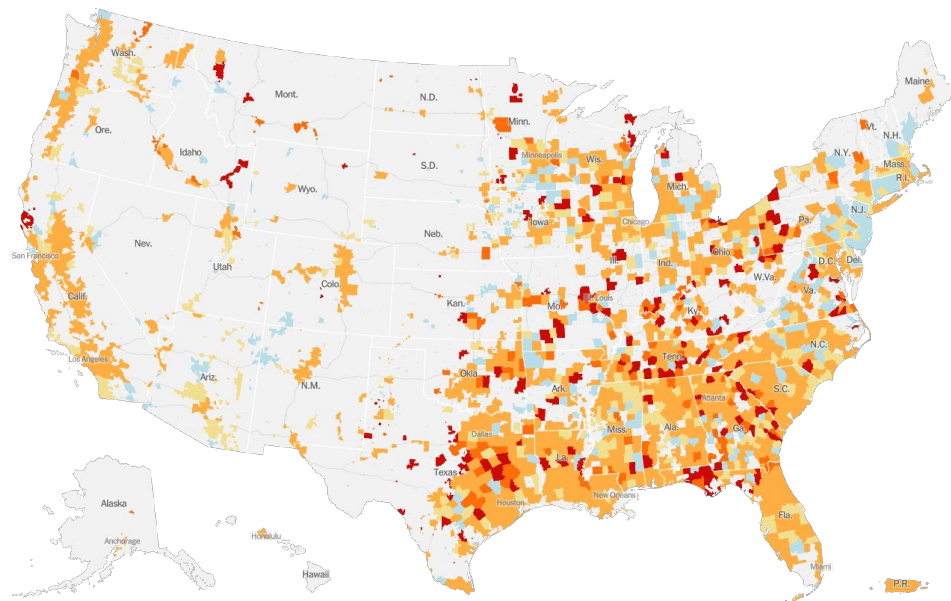 Wash.
Mont.
N.D.
Minn.
Maine
Ore.
Idaho
S.D.
Minneapolis
Wis.
Vt.
N.H.
N.Y.
Mass.
R.I.
Wyo.
Mich.
Iowa
Chicago
N.J.
Pa.
Neb.
Nev.
Utah
San Francisco
Colo.
Ill.
Ind.
Ohio
D.C.
Del.
W.Va.
Va.
Calif.
Kan.
Mo.
St. Louis
Ky.
Los Angeles
Ariz.
N.M.
Okla.
Tenn.
N.C.
Ark.
Atlanta
S.C.
Dallas
Miss.
Ala.
Ga.
Texas
La.
Houston
New Orleans
Fla.
Miami
Alaska
Anchorage
Honolulu
Hawaii
P.R.